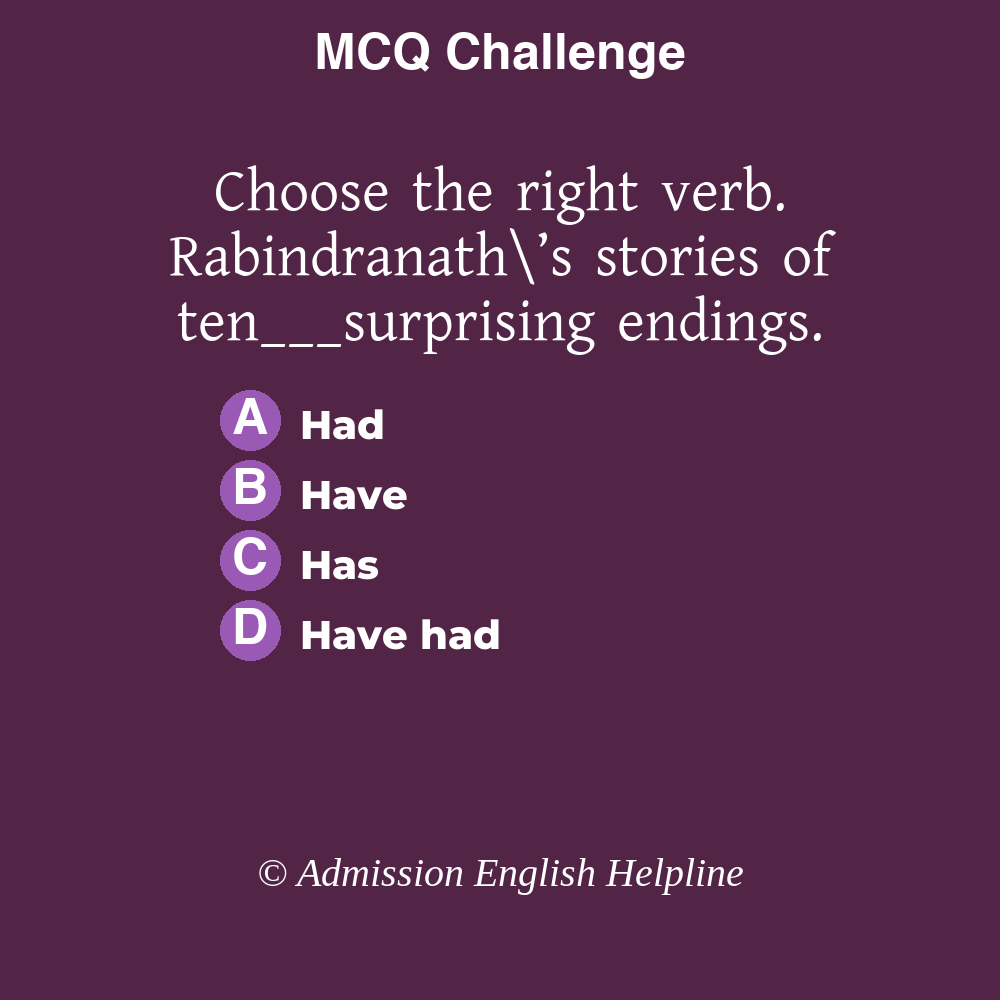 MCQ Challenge
Choose the right verb.
Rabindranath\’s stories of
ten___surprising endings.
A Had
B Have
C Has
D Have had
© Admission English Helpline